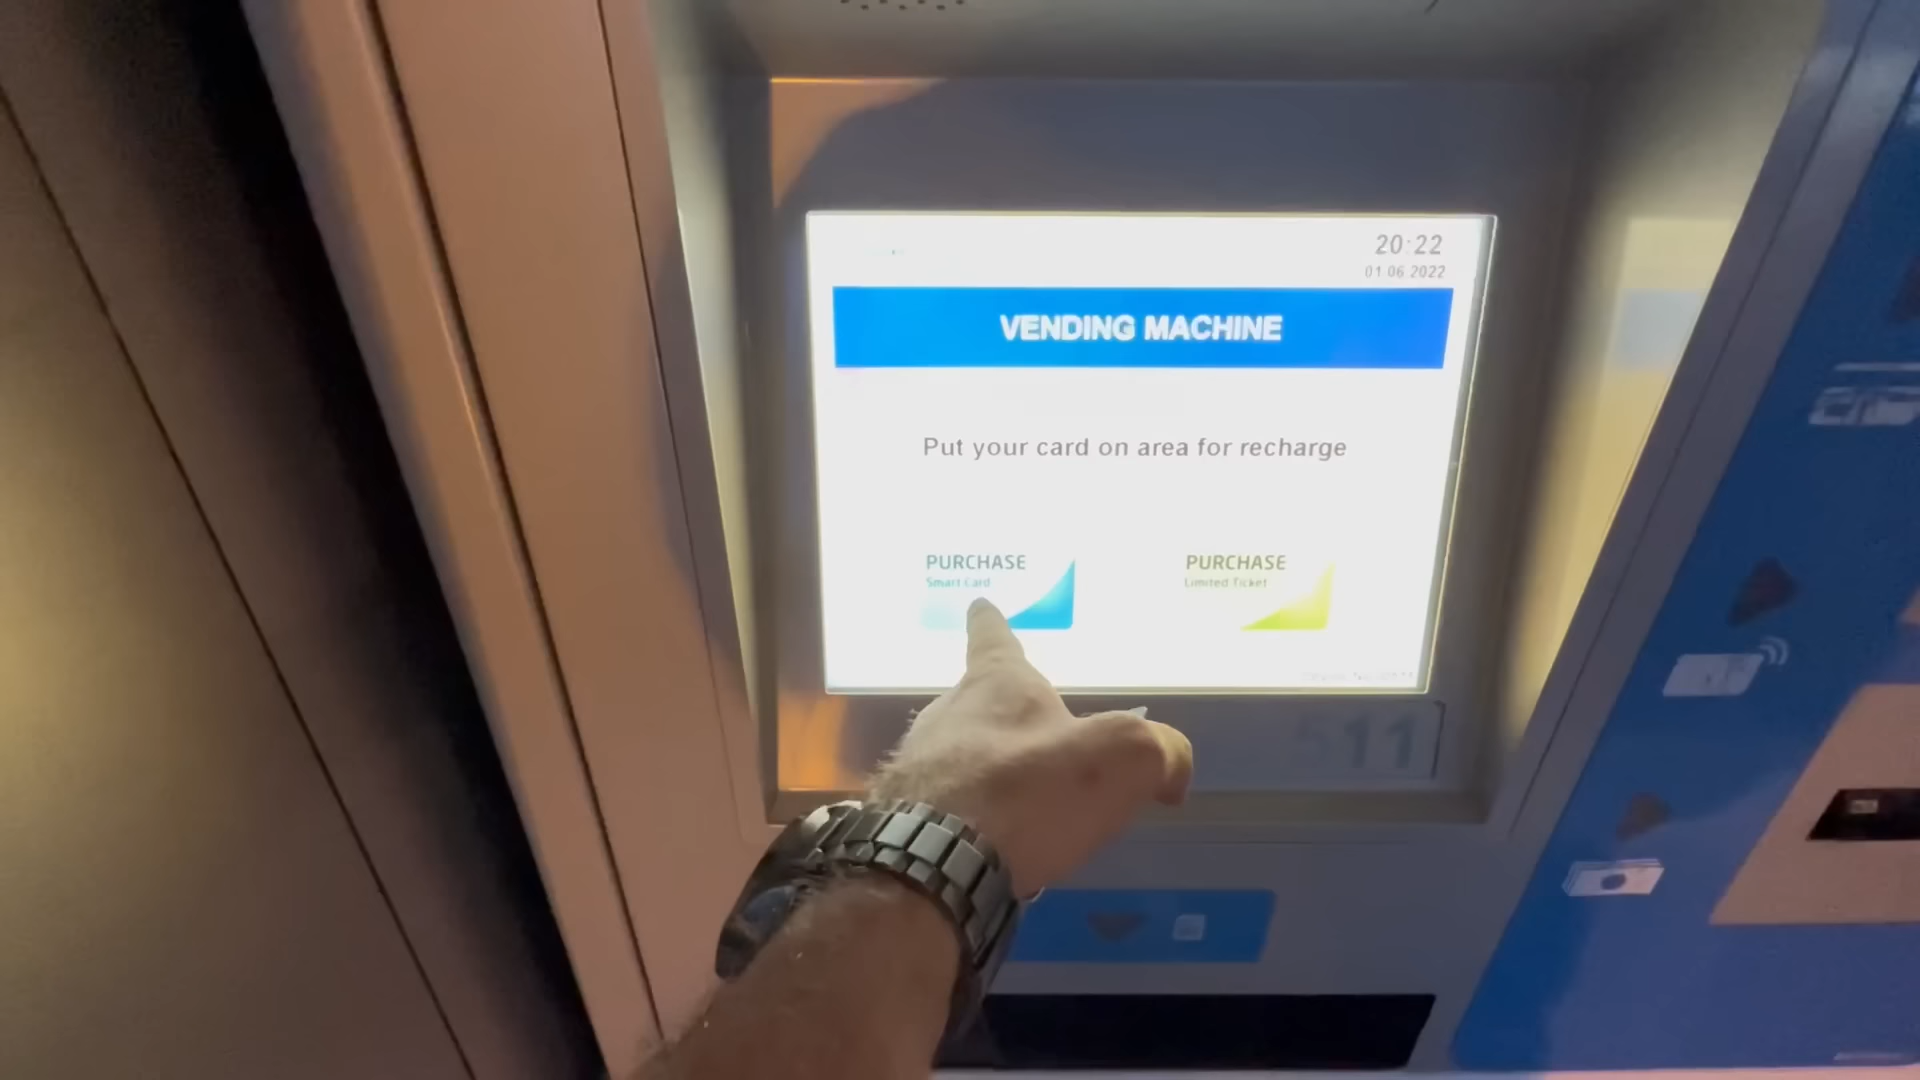 20:22
01.06.2022
VENDING MACHINE
Put your card on area for recharge
PURCHASE
Smart Card
PURCHASE
Limited Ticket
11